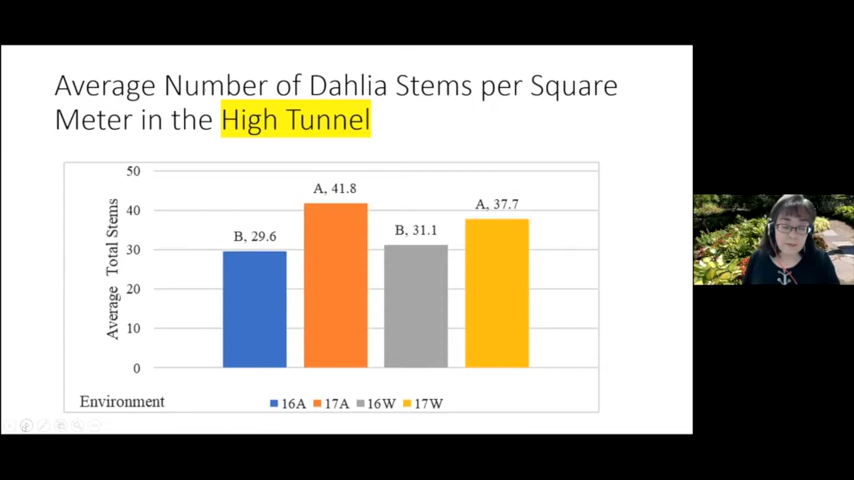 Average Number of Dahlia Stems per Square
Meter in the High Tunnel
Average Total Stems
50
40
30
20
10
0
B, 29.6
A, 41.8
B, 31.1
A, 37.7
Environment
16A 17A 16W 17W